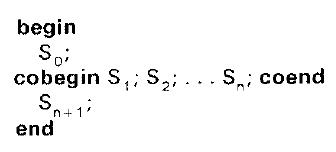 begin
S₀;
cobegin S₁; S₂; ... Sₙ; coend
Sₙ₊₁;
end